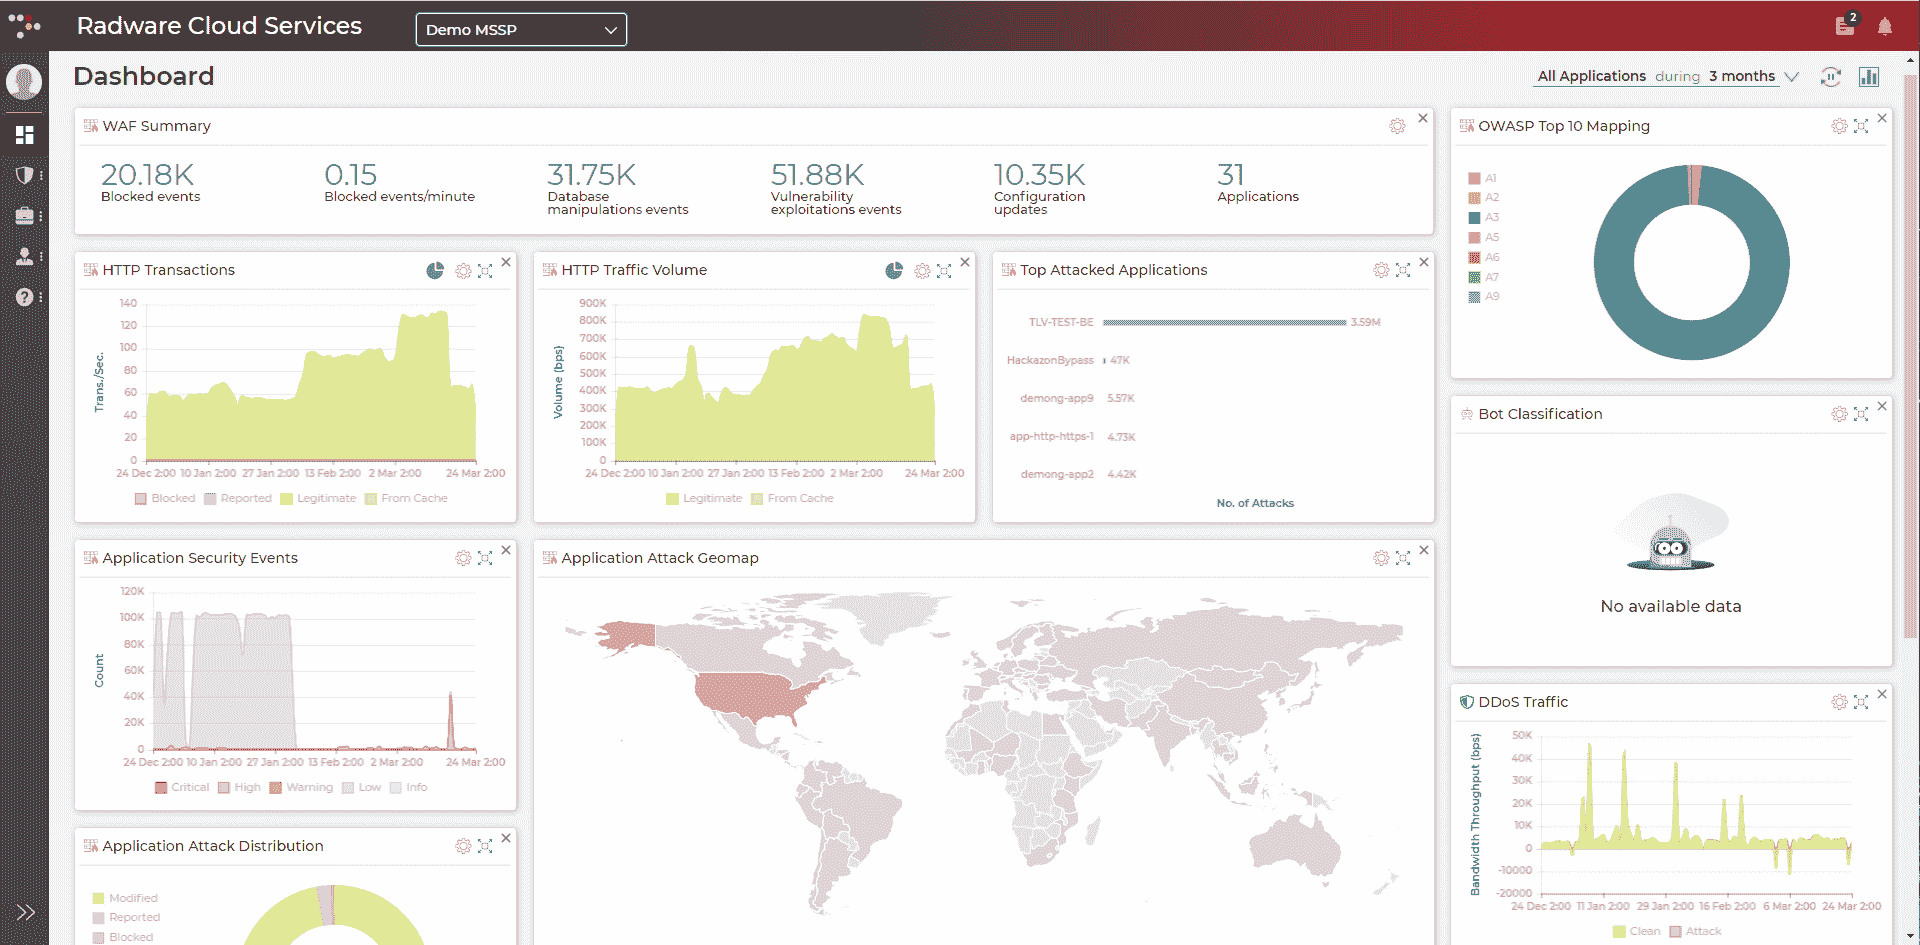 Radware Cloud Services
Demo MSSP
2
Dashboard
All Applications during 3 months
WAF Summary
20.18K
Blocked events
0.15
Blocked events/minute
31.75K
Database
manipulations events
51.88K
Vulnerability
exploitations events
10.35K
Configuration
updates
31
Applications
OWASP Top 10 Mapping
A1
A2
A3
A5
A6
A7
A9
HTTP Transactions
Trans./Sec.
140
120
100
80
60
40
20
0
24 Dec 2:00 10 Jan 2:00 27 Jan 2:00 13 Feb 2:00 2 Mar 2:00 24 Mar 2:00
Blocked Reported Legitimate From Cache
HTTP Traffic Volume
Volume (bps)
900K
800K
700K
600K
500K
400K
300K
200K
100K
0
24 Dec 2:00 10 Jan 2:00 27 Jan 2:00 13 Feb 2:00 2 Mar 2:00 24 Mar 2:00
Legitimate From Cache
Top Attacked Applications
TLV-TEST-BE 3.59M
HackazonBypass 47K
demong-app9 5.57K
app-http-https-1 4.73K
demong-app2 4.42K
No. of Attacks
Bot Classification
No available data
Application Security Events
Count
120K
100K
80K
60K
40K
20K
0
24 Dec 2:00 10 Jan 2:00 27 Jan 2:00 13 Feb 2:00 2 Mar 2:00 24 Mar 2:00
Critical High Warning Low Info
Application Attack Geomap
DDoS Traffic
Bandwidth Throughput (bps)
50K
40K
30K
20K
10K
0
-10000
-20000
24 Dec 2:00 11 Jan 2:00 29 Jan 2:00 16 Feb 2:00 6 Mar 2:00 24 Mar 2:00
Clean Attack
Application Attack Distribution
Modified
Reported
Blocked